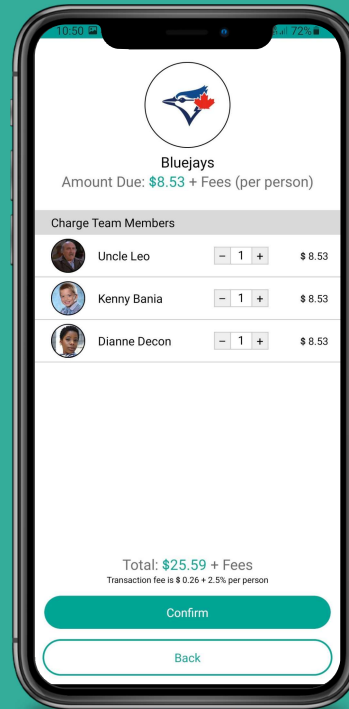 10:50 72%
Bluejays
Amount Due: $8.53 + Fees (per person)
Charge Team Members
Uncle Leo − 1 + $ 8.53
Kenny Bania − 1 + $ 8.53
Dianne Decon − 1 + $ 8.53
Total: $25.59 + Fees
Transaction fee is $ 0.26 + 2.5% per person
Confirm
Back